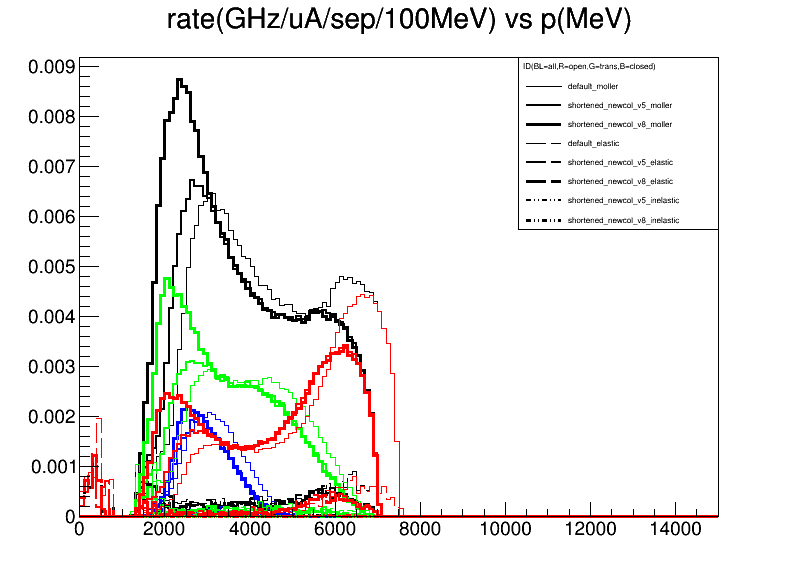 rate(GHz/uA/sep/100MeV) vs p(MeV)
ID(BL=all,R=open,G=trans,B=closed)
default_moller
shortened_newcol_v5_moller
shortened_newcol_v8_moller
default_elastic
shortened_newcol_v5_elastic
shortened_newcol_v8_elastic
shortened_newcol_v5_inelastic
shortened_newcol_v8_inelastic
0.009
0.008
0.007
0.006
0.005
0.004
0.003
0.002
0.001
0
0 2000 4000 6000 8000 10000 12000 14000